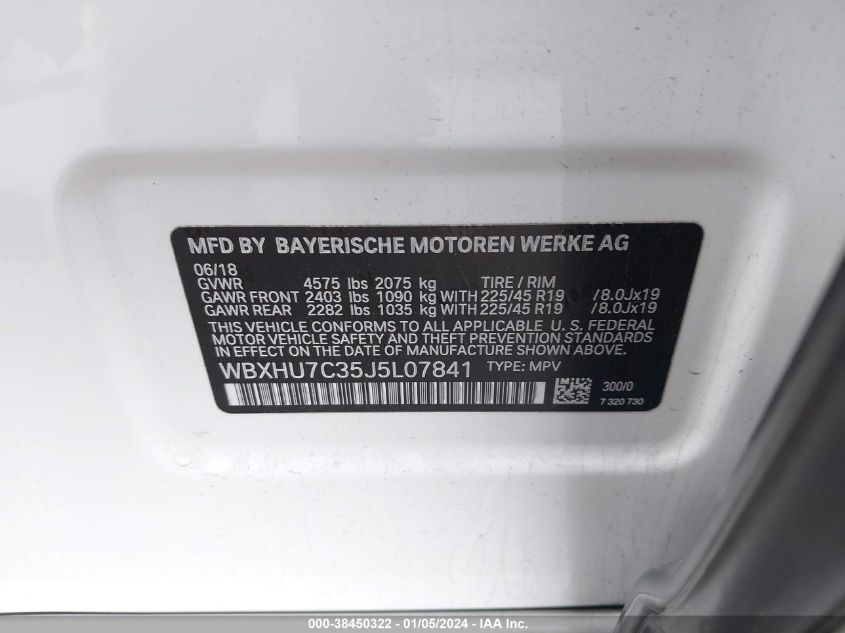 MFD BY BAYERISCHE MOTOREN WERKE AG
06/18
GVWR 4575 lbs 2075 kg TIRE / RIM
GAWR FRONT 2403 lbs 1090 kg WITH 225/45 R19 /8.0Jx19
GAWR REAR 2282 lbs 1035 kg WITH 225/45 R19 /8.0Jx19
THIS VEHICLE CONFORMS TO ALL APPLICABLE U. S. FEDERAL
MOTOR VEHICLE SAFETY, BUMPER, AND THEFT PREVENTION STANDARDS
IN EFFECT ON THE DATE OF MANUFACTURE SHOWN ABOVE.
WBXHU7C35J5L07841 TYPE: MPV
300/0
7 320 730
000-38450322 - 01/05/2024 - IAA Inc.